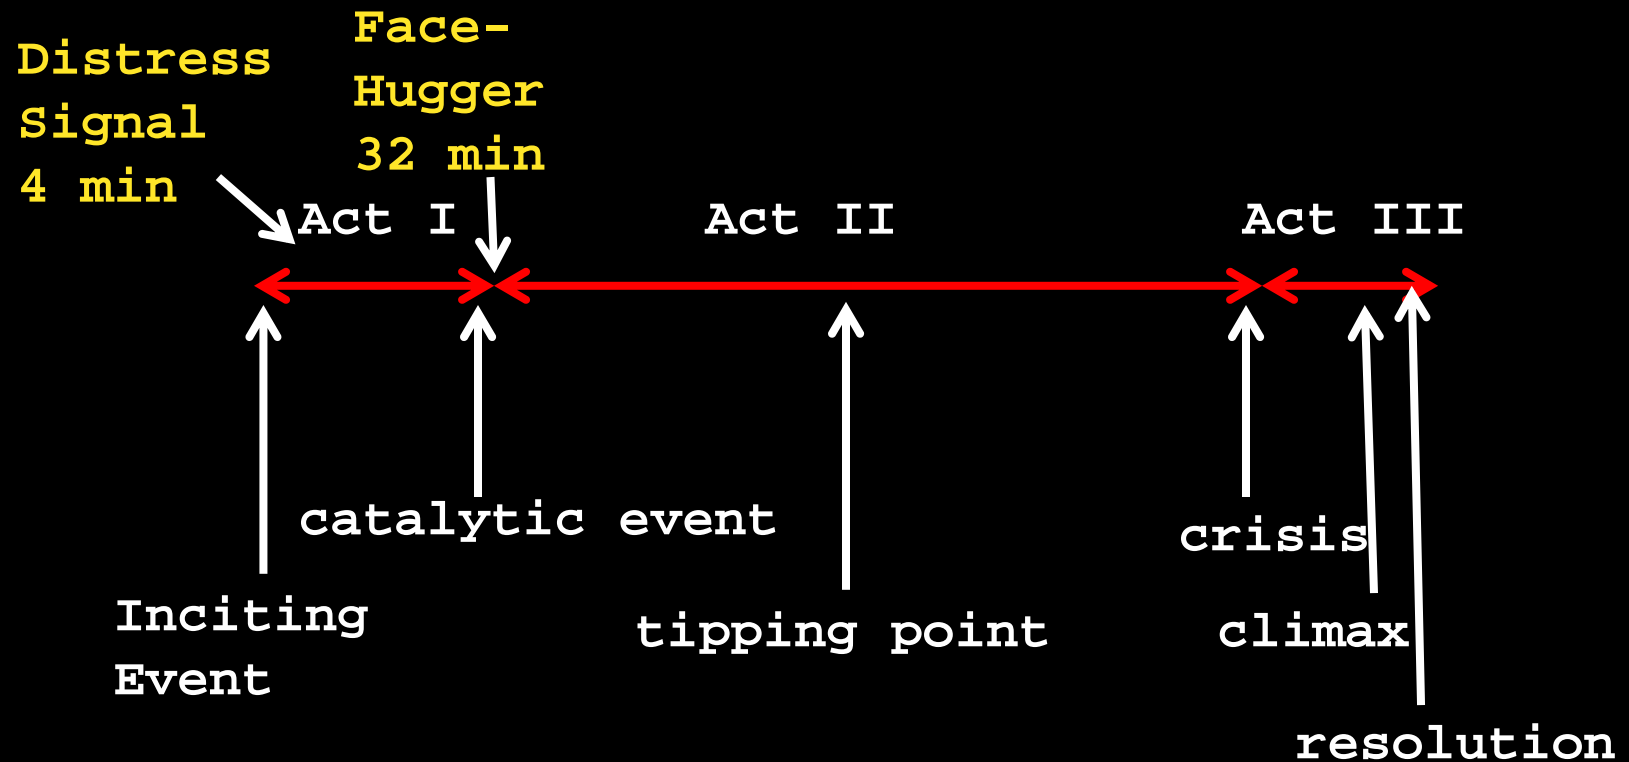 Distress
Signal
4 min
Face-
Hugger
32 min
Act I
Act II
Act III
catalytic event
crisis
Inciting
Event
tipping point
climax
resolution